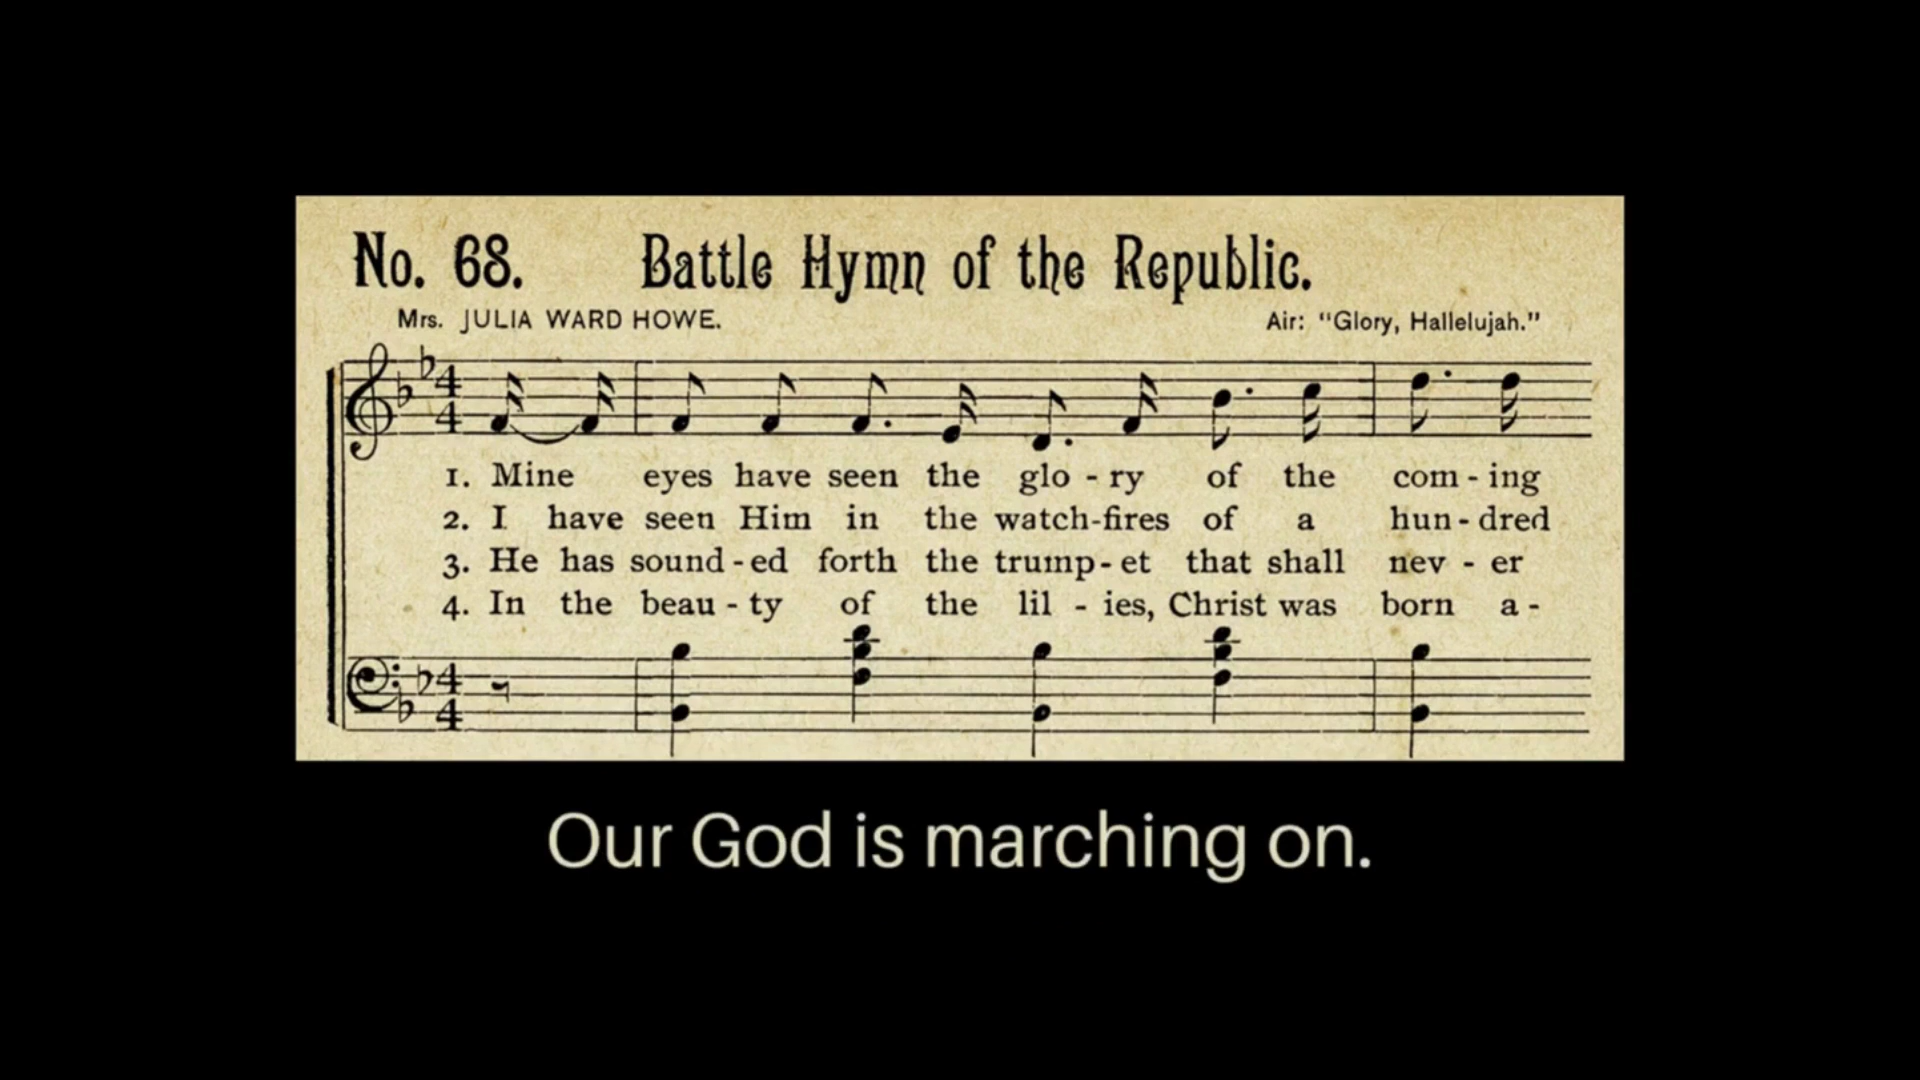 No. 68. Battle Hymn of the Republic.
Mrs. JULIA WARD HOWE. Air: “Glory, Hallelujah.”
1. Mine eyes have seen the glo - ry of the com - ing
2. I have seen Him in the watch-fires of a hun - dred
3. He has sound - ed forth the trump - et that shall nev - er
4. In the beau - ty of the lil - ies, Christ was born a -
Our God is marching on.